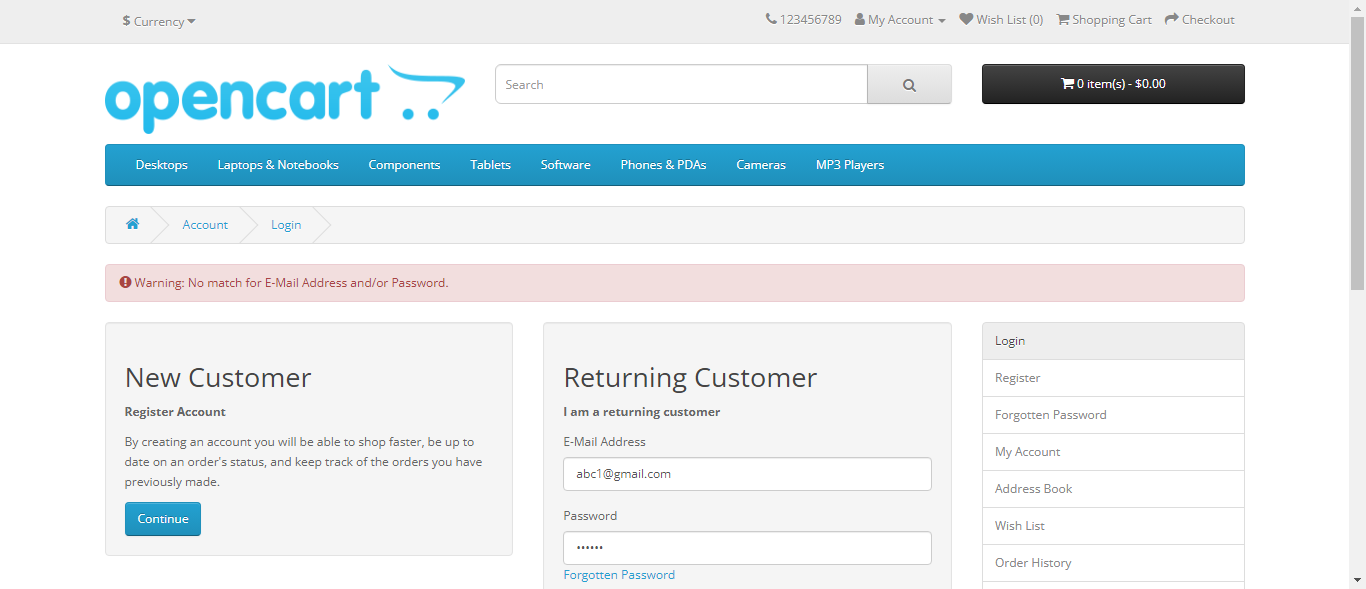 $ Currency
123456789 My Account Wish List (0) Shopping Cart Checkout
opencart
Search
0 item(s) - $0.00
Desktops Laptops & Notebooks Components Tablets Software Phones & PDAs Cameras MP3 Players
Account Login
Warning: No match for E-Mail Address and/or Password.
New Customer
Register Account
By creating an account you will be able to shop faster, be up to
date on an order's status, and keep track of the orders you have
previously made.
Continue
Returning Customer
I am a returning customer
E-Mail Address
abc1@gmail.com
Password
••••••
Forgotten Password
Login
Register
Forgotten Password
My Account
Address Book
Wish List
Order History